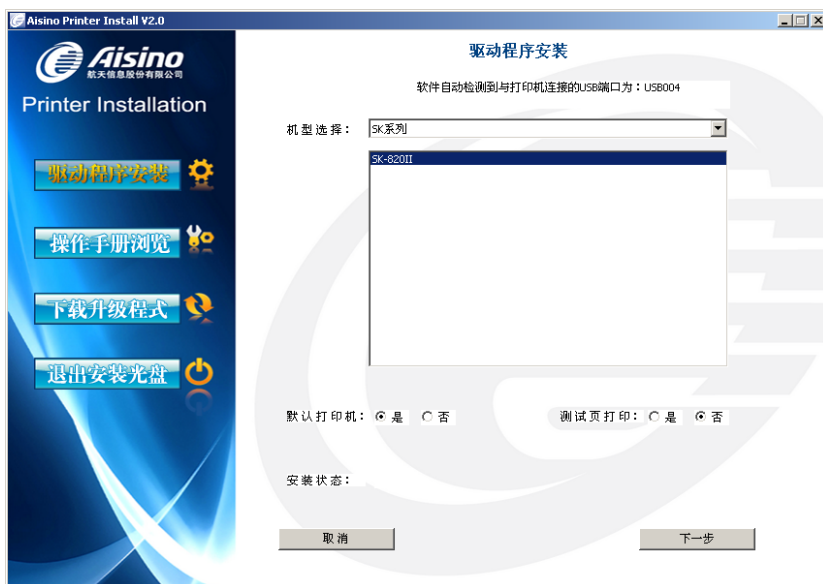 Aisino Printer Install V2.0
Aisino
航天信息股份有限公司
Printer Installation
驱动程序安装
操作手册浏览
下载升级程式
退出安装光盘
驱动程序安装
软件自动检测到与打印机连接的USB端口为：USB004
机型选择： SK系列
SK-820II
默认打印机： 是 否 测试页打印： 是 否
安装状态：
取消 下一步